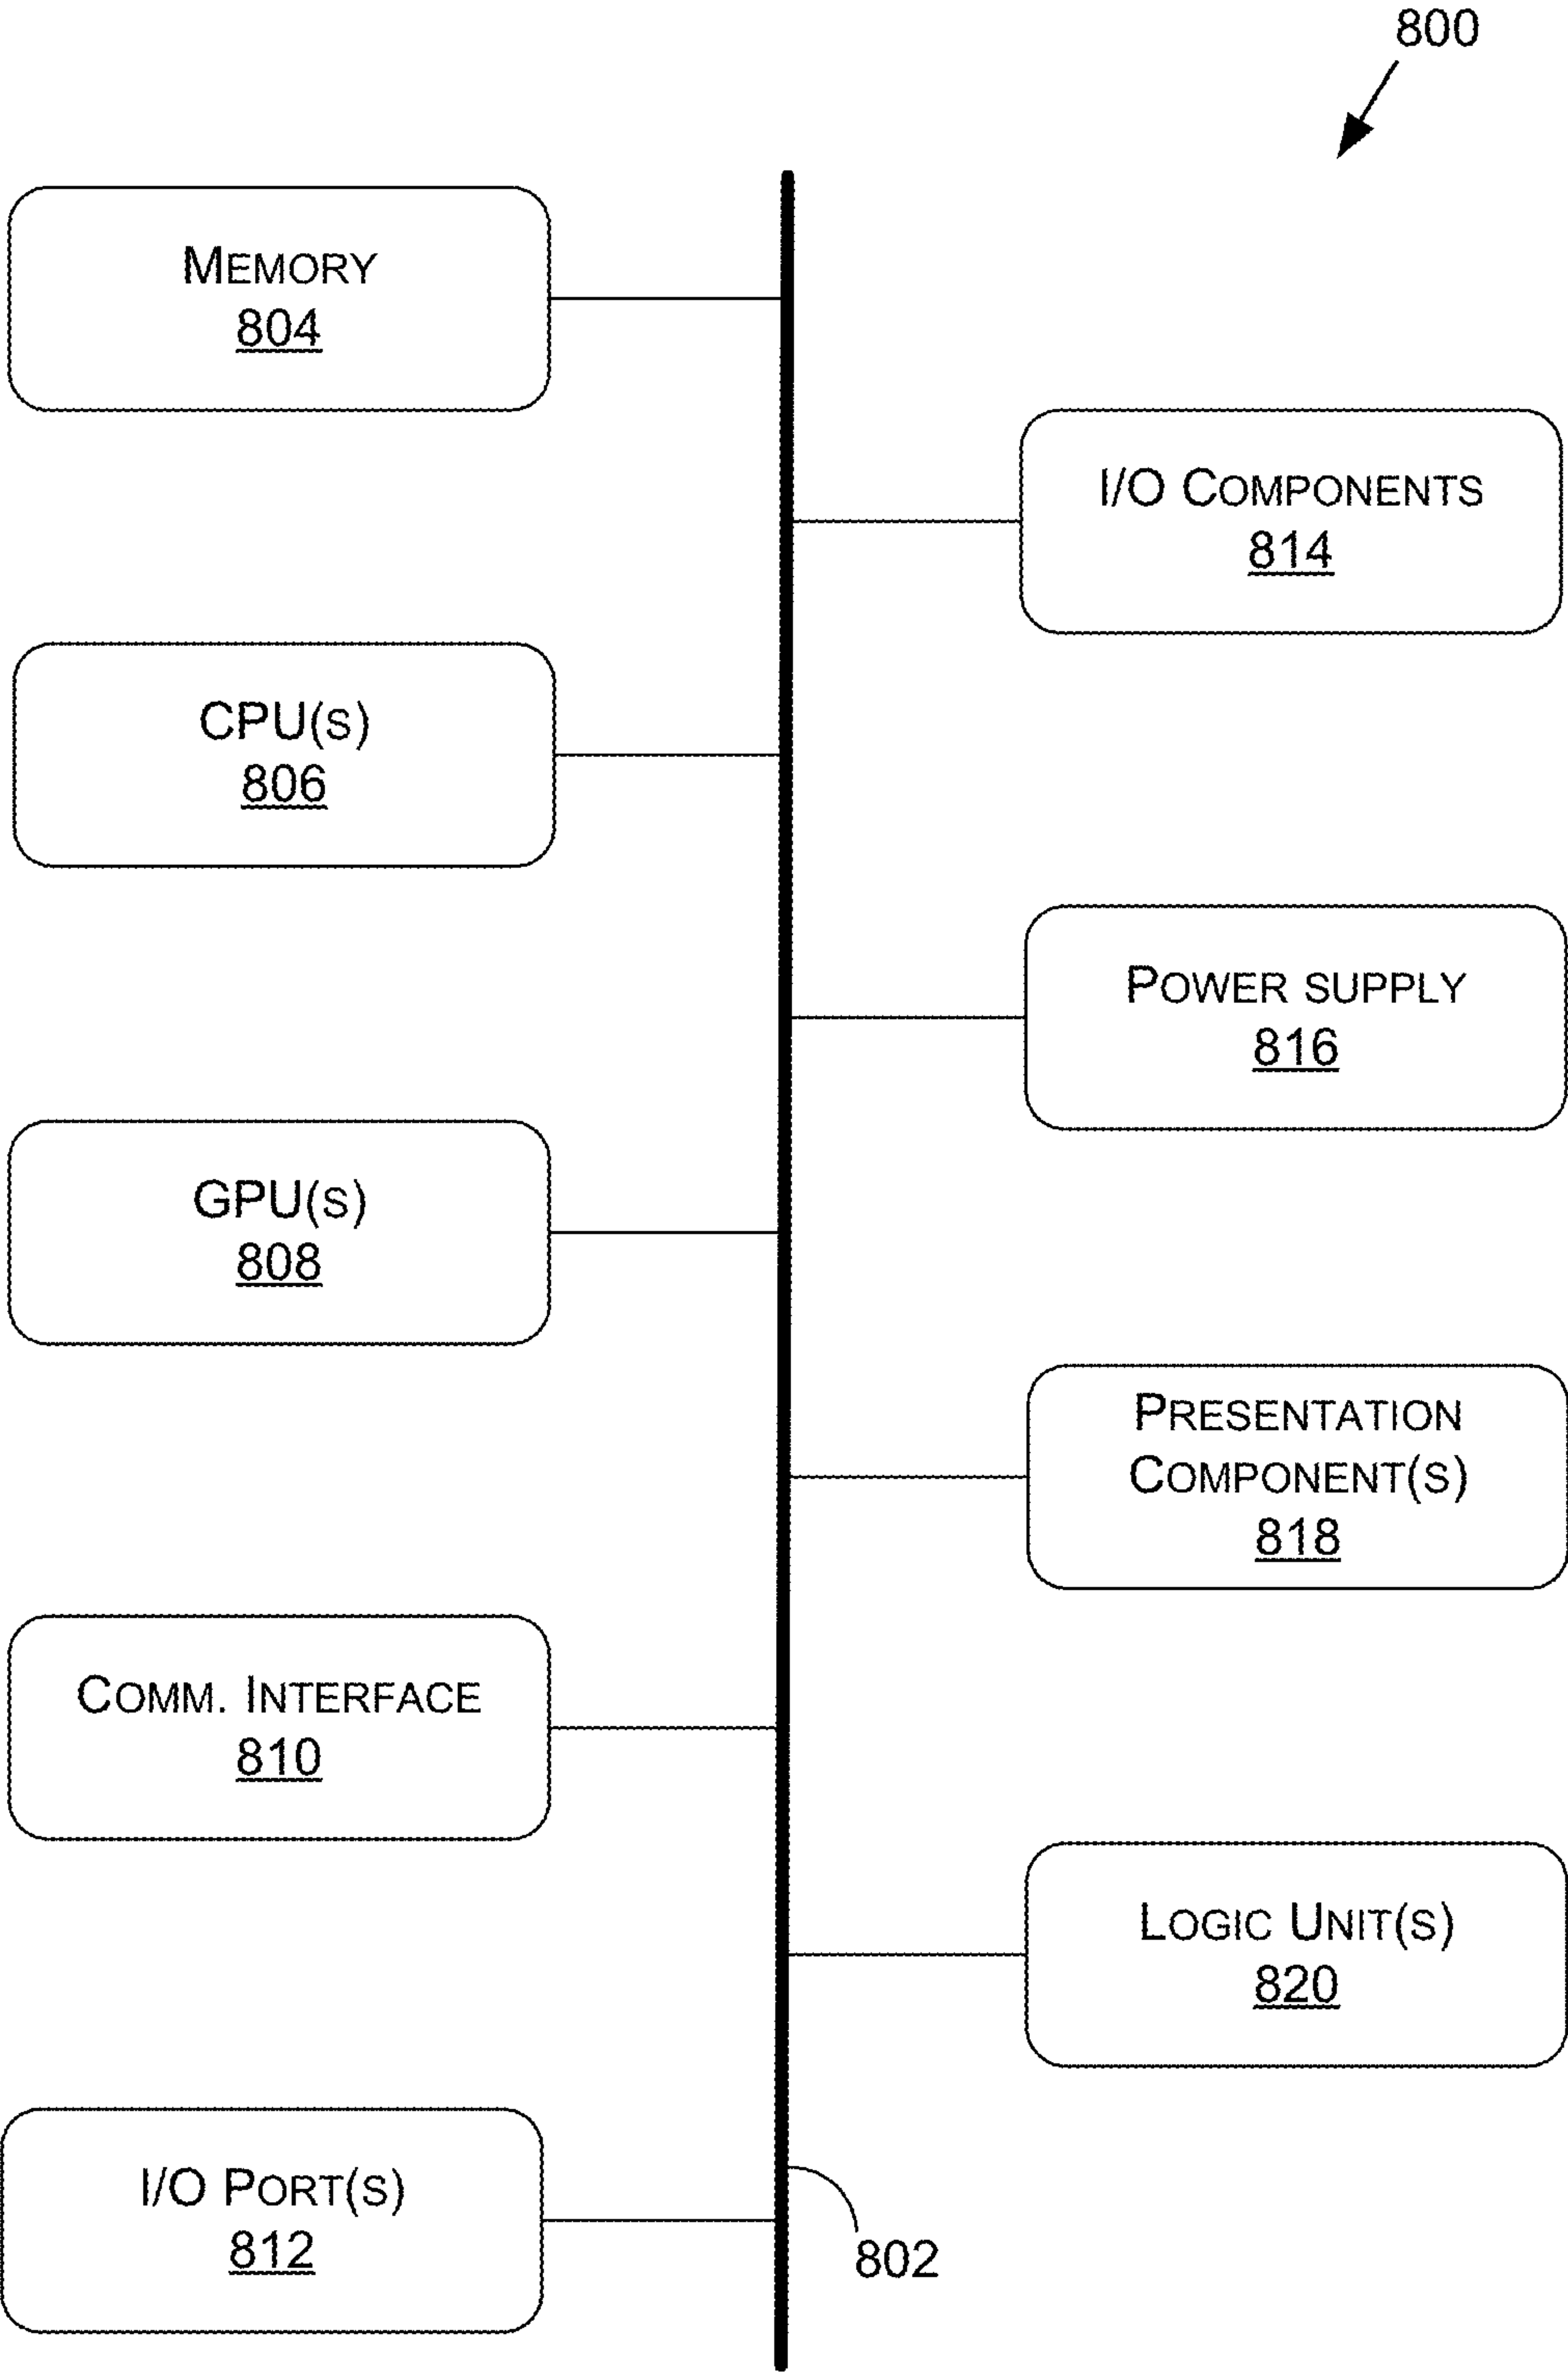 800
MEMORY
804
I/O COMPONENTS
814
CPU(S)
806
POWER SUPPLY
816
GPU(S)
808
PRESENTATION
COMPONENT(S)
818
COMM. INTERFACE
810
LOGIC UNIT(S)
820
I/O PORT(S)
812
802